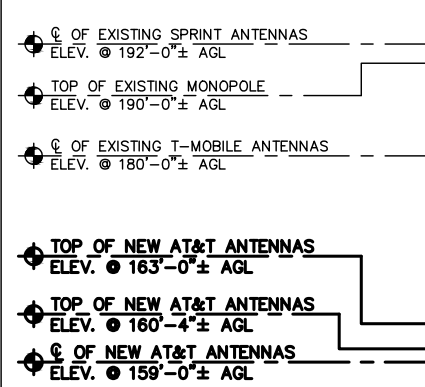 ℄ OF EXISTING SPRINT ANTENNAS
ELEV. @ 192'-0"± AGL
TOP OF EXISTING MONOPOLE
ELEV. @ 190'-0"± AGL
℄ OF EXISTING T-MOBILE ANTENNAS
ELEV. @ 180'-0"± AGL
TOP OF NEW AT&T ANTENNAS
ELEV. @ 163'-0"± AGL
TOP OF NEW AT&T ANTENNAS
ELEV. @ 160'-4"± AGL
℄ OF NEW AT&T ANTENNAS
ELEV. @ 159'-0"± AGL